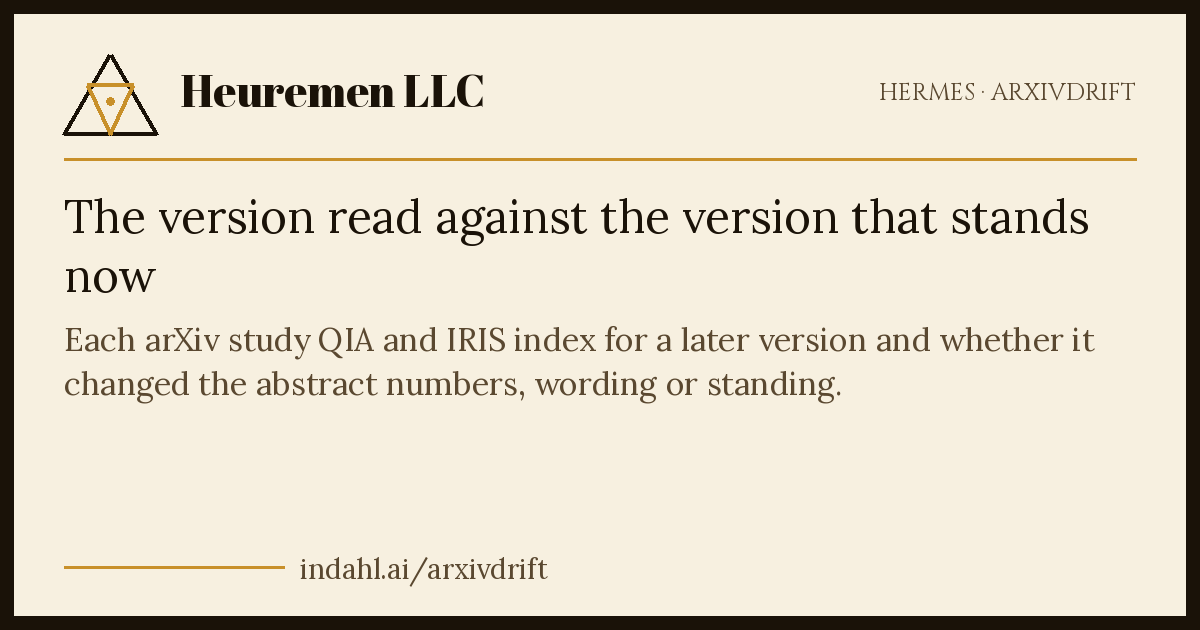 Heuremen LLC
HERMES · ARXIVDRIFT
The version read against the version that stands
now
Each arXiv study QIA and IRIS index for a later version and whether it
changed the abstract numbers, wording or standing.
indahl.ai/arxivdrift